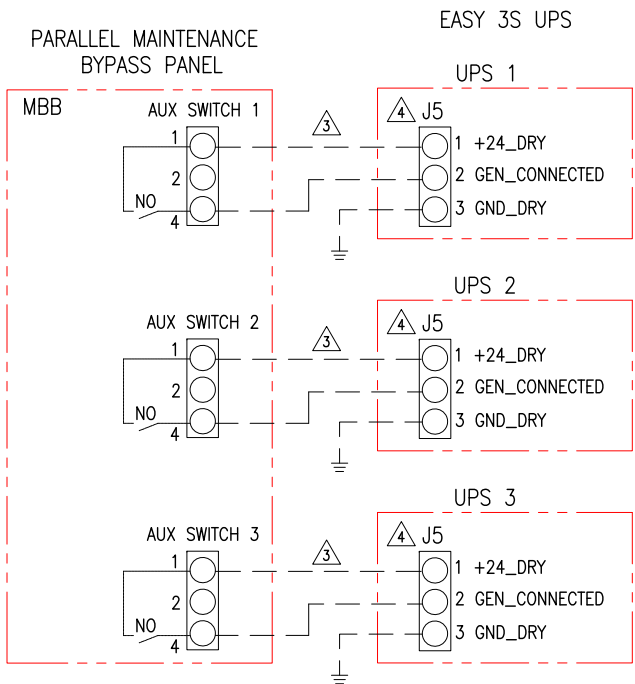 EASY 3S UPS
PARALLEL MAINTENANCE
BYPASS PANEL
UPS 1
MBB
AUX SWITCH 1
3
4
J5
1
1 +24_DRY
2
2 GEN_CONNECTED
NO
4
3 GND_DRY
UPS 2
AUX SWITCH 2
3
4
J5
1
1 +24_DRY
2
2 GEN_CONNECTED
NO
4
3 GND_DRY
UPS 3
AUX SWITCH 3
3
4
J5
1
1 +24_DRY
2
2 GEN_CONNECTED
NO
4
3 GND_DRY